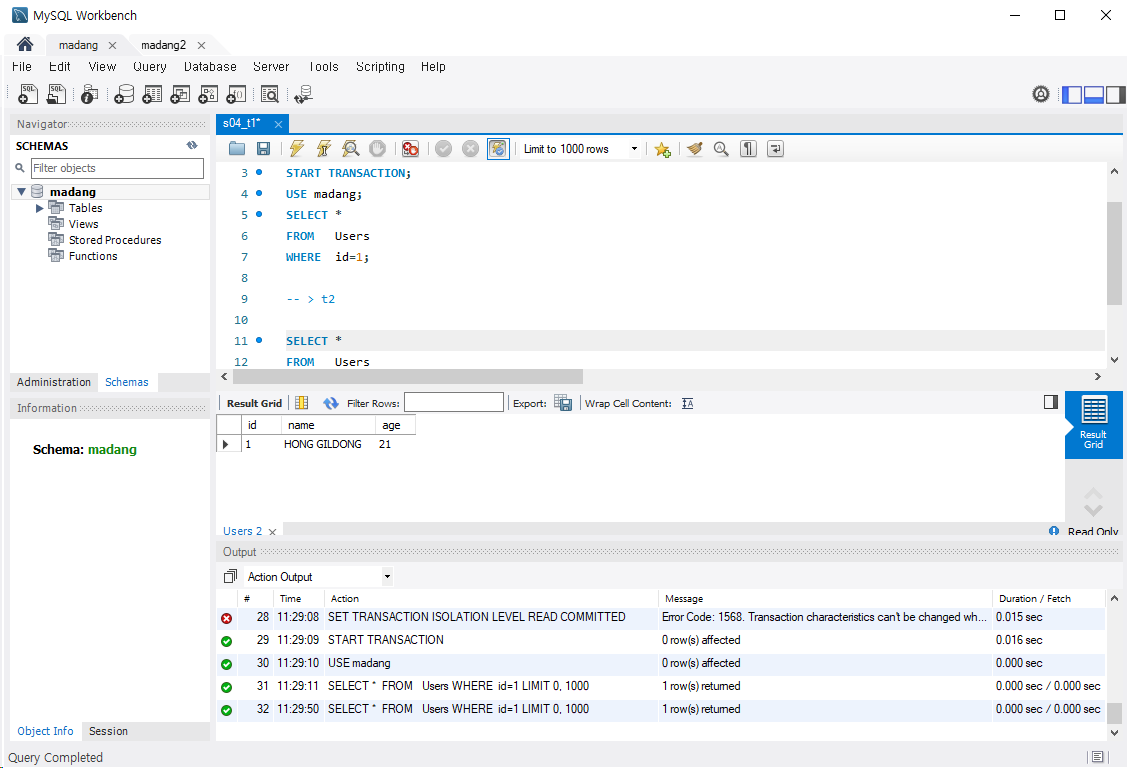 MySQL Workbench
madang madang2
File Edit View Query Database Server Tools Scripting Help
SQL SQL
Navigator
SCHEMAS
Filter objects
madang
Tables
Views
Stored Procedures
Functions
Administration Schemas
Information
Schema: madang
Object Info Session
s04_t1*
Limit to 1000 rows
3 START TRANSACTION;
4 USE madang;
5 SELECT *
6 FROM Users
7 WHERE id=1;
8
9 -- > t2
10
11 SELECT *
12 FROM Users
Result Grid Filter Rows: Export: Wrap Cell Content: IA
id name age
1 HONG GILDONG 21
Result
Grid
Users 2 Read Only
Output
Action Output
# Time Action Message Duration / Fetch
28 11:29:08 SET TRANSACTION ISOLATION LEVEL READ COMMITTED Error Code: 1568. Transaction characteristics can't be changed wh... 0.015 sec
29 11:29:09 START TRANSACTION 0 row(s) affected 0.016 sec
30 11:29:10 USE madang 0 row(s) affected 0.000 sec
31 11:29:11 SELECT * FROM Users WHERE id=1 LIMIT 0, 1000 1 row(s) returned 0.000 sec / 0.000 sec
32 11:29:50 SELECT * FROM Users WHERE id=1 LIMIT 0, 1000 1 row(s) returned 0.000 sec / 0.000 sec
Query Completed